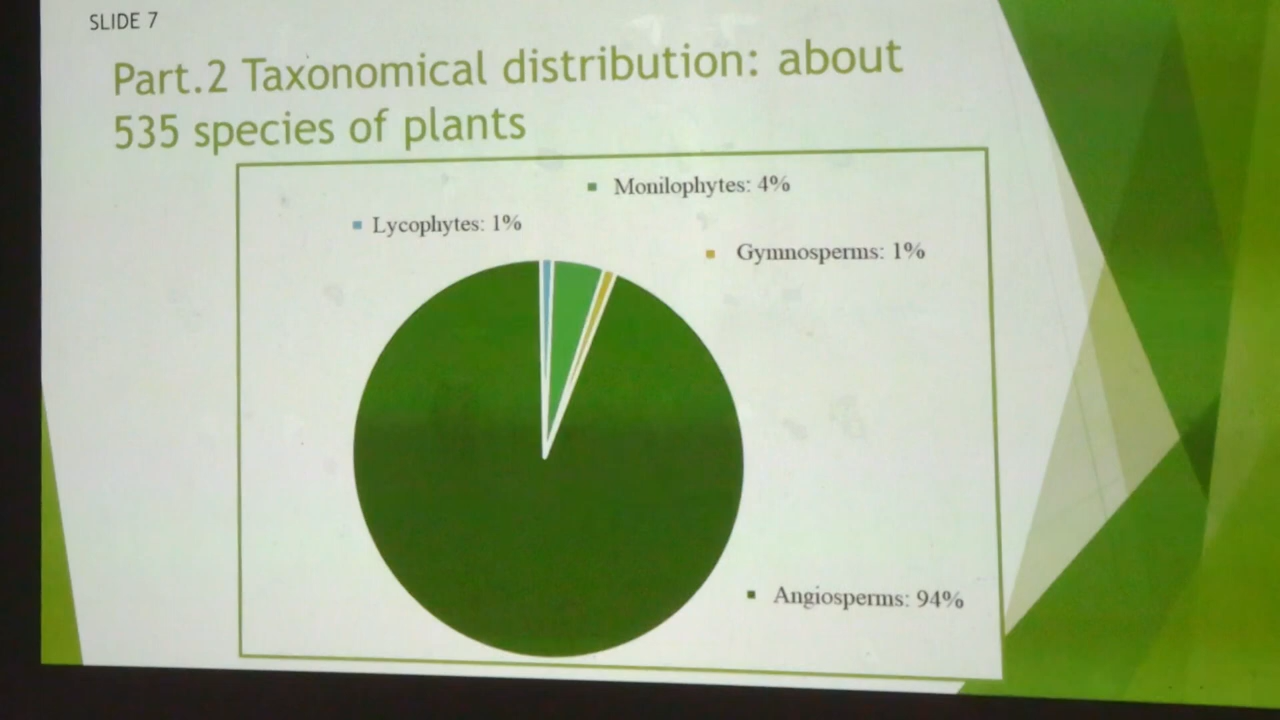 SLIDE 7
Part.2 Taxonomical distribution: about
535 species of plants
Monilophytes: 4%
Lycophytes: 1%
Gymnosperms: 1%
Angiosperms: 94%